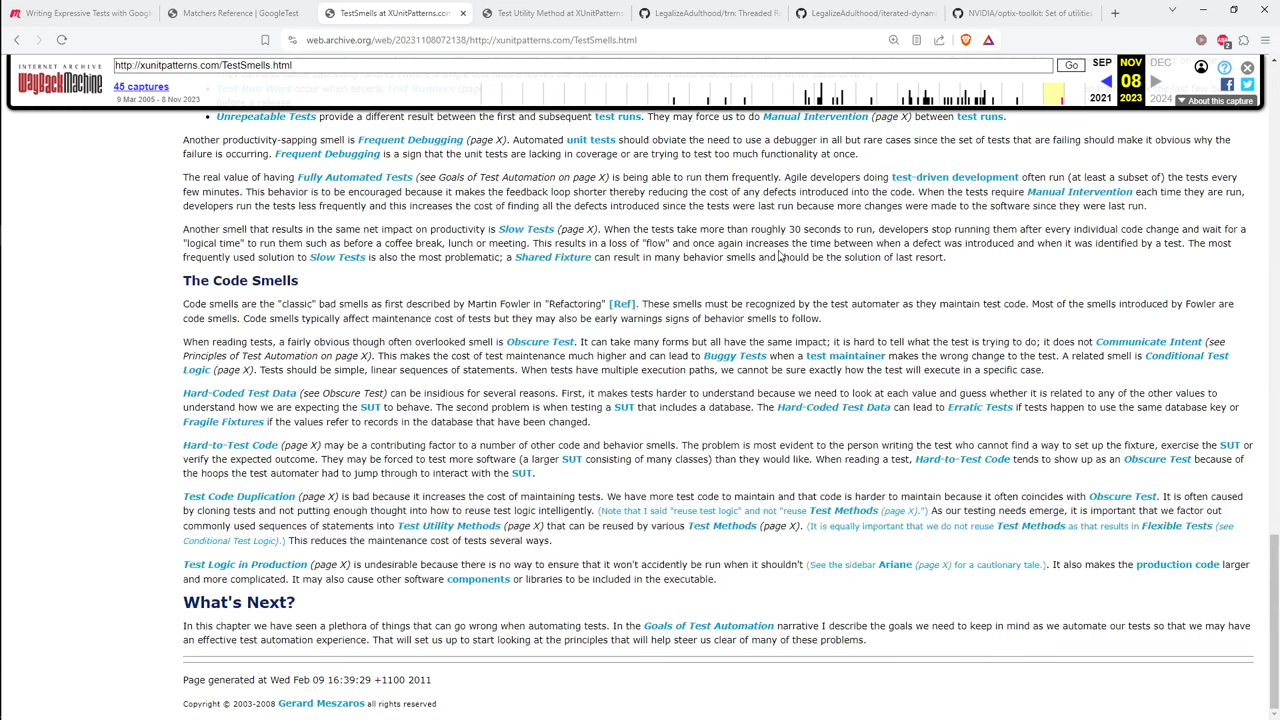 Writing Expressive Tests with Googl
Matchers Reference | GoogleTest
TestSmells at XUnitPatterns.com
Test Utility Method at XUnitPatterns
LegalizeAdulthood/trn: Threaded Re
LegalizeAdulthood/iterated-dynam
NVIDIA/optix-toolkit: Set of utilities
web.archive.org/web/20231108072138/http://xunitpatterns.com/TestSmells.html
INTERNET ARCHIVE
WayBackMachine
http://xunitpatterns.com/TestSmells.html
Go
SEP NOV DEC
45 captures
08
9 Mar 2005 - 8 Nov 2023
2021 2023 2024
About this capture
Test Run Wars occur when several Test Runners (pag
before a release.
Unrepeatable Tests provide a different result between the first and subsequent test runs. They may force us to do Manual Intervention (page X) between test runs.
Another productivity-sapping smell is Frequent Debugging (page X). Automated unit tests should obviate the need to use a debugger in all but rare cases since the set of tests that are failing should make it obvious why the
failure is occurring. Frequent Debugging is a sign that the unit tests are lacking in coverage or are trying to test too much functionality at once.
The real value of having Fully Automated Tests (see Goals of Test Automation on page X) is being able to run them frequently. Agile developers doing test-driven development often run (at least a subset of) the tests every
few minutes. This behavior is to be encouraged because it makes the feedback loop shorter thereby reducing the cost of any defects introduced into the code. When the tests require Manual Intervention each time they are run,
developers run the tests less frequently and this increases the cost of finding all the defects introduced since the tests were last run because more changes were made to the software since they were last run.
Another smell that results in the same net impact on productivity is Slow Tests (page X). When the tests take more than roughly 30 seconds to run, developers stop running them after every individual code change and wait for a
"logical time" to run them such as before a coffee break, lunch or meeting. This results in a loss of "flow" and once again increases the time between when a defect was introduced and when it was identified by a test. The most
frequently used solution to Slow Tests is also the most problematic; a Shared Fixture can result in many behavior smells and should be the solution of last resort.
The Code Smells
Code smells are the "classic" bad smells as first described by Martin Fowler in "Refactoring" [Ref]. These smells must be recognized by the test automater as they maintain test code. Most of the smells introduced by Fowler are
code smells. Code smells typically affect maintenance cost of tests but they may also be early warnings signs of behavior smells to follow.
When reading tests, a fairly obvious though often overlooked smell is Obscure Test. It can take many forms but all have the same impact; it is hard to tell what the test is trying to do; it does not Communicate Intent (see
Principles of Test Automation on page X). This makes the cost of test maintenance much higher and can lead to Buggy Tests when a test maintainer makes the wrong change to the test. A related smell is Conditional Test
Logic (page X). Tests should be simple, linear sequences of statements. When tests have multiple execution paths, we cannot be sure exactly how the test will execute in a specific case.
Hard-Coded Test Data (see Obscure Test) can be insidious for several reasons. First, it makes tests harder to understand because we need to look at each value and guess whether it is related to any of the other values to
understand how we are expecting the SUT to behave. The second problem is when testing a SUT that includes a database. The Hard-Coded Test Data can lead to Erratic Tests if tests happen to use the same database key or
Fragile Fixtures if the values refer to records in the database that have been changed.
Hard-to-Test Code (page X) may be a contributing factor to a number of other code and behavior smells. The problem is most evident to the person writing the test who cannot find a way to set up the fixture, exercise the SUT or
verify the expected outcome. They may be forced to test more software (a larger SUT consisting of many classes) than they would like. When reading a test, Hard-to-Test Code tends to show up as an Obscure Test because of
the hoops the test automater had to jump through to interact with the SUT.
Test Code Duplication (page X) is bad because it increases the cost of maintaining tests. We have more test code to maintain and that code is harder to maintain because it often coincides with Obscure Test. It is often caused
by cloning tests and not putting enough thought into how to reuse test logic intelligently. (Note that I said "reuse test logic" and not "reuse Test Methods (page X).") As our testing needs emerge, it is important that we factor out
commonly used sequences of statements into Test Utility Methods (page X) that can be reused by various Test Methods (page X). (It is equally important that we do not reuse Test Methods as that results in Flexible Tests (see
Conditional Test Logic).) This reduces the maintenance cost of tests several ways.
Test Logic in Production (page X) is undesirable because there is no way to ensure that it won't accidently be run when it shouldn't (See the sidebar Ariane (page X) for a cautionary tale.). It also makes the production code larger
and more complicated. It may also cause other software components or libraries to be included in the executable.
What's Next?
In this chapter we have seen a plethora of things that can go wrong when automating tests. In the Goals of Test Automation narrative I describe the goals we need to keep in mind as we automate our tests so that we may have
an effective test automation experience. That will set us up to start looking at the principles that will help steer us clear of many of these problems.
Page generated at Wed Feb 09 16:39:29 +1100 2011
Copyright © 2003-2008 Gerard Meszaros all rights reserved